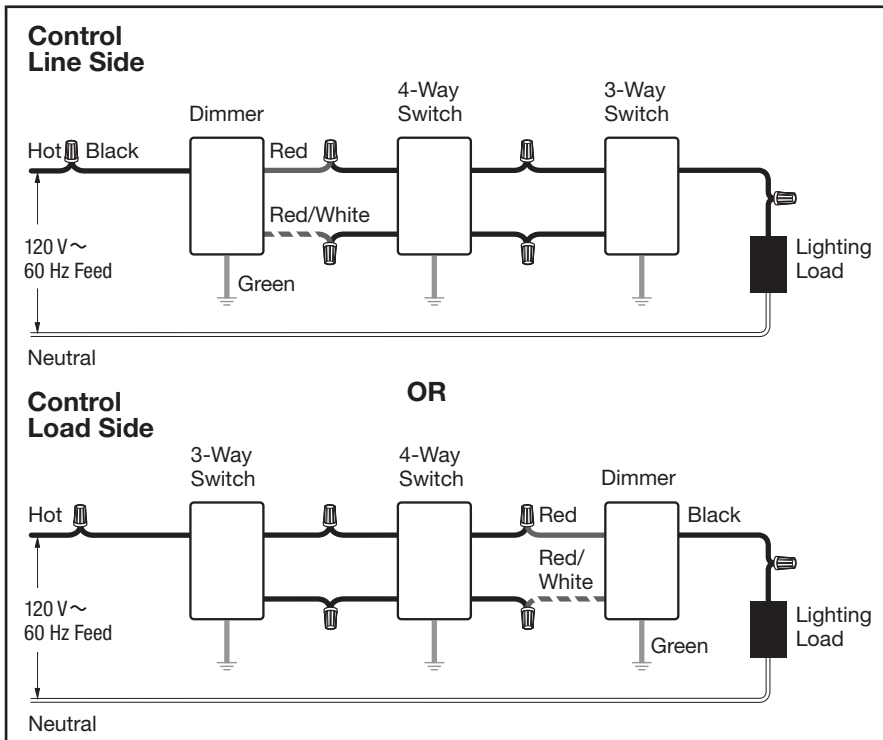 Control
Line Side
4-Way
Switch
3-Way
Switch
Dimmer
Hot
Black
Red
Red/White
120 V~
60 Hz Feed
Green
Lighting
Load
Neutral
OR
Control
Load Side
3-Way
Switch
4-Way
Switch
Dimmer
Hot
Red
Black
Red/
White
120 V~
60 Hz Feed
Green
Lighting
Load
Neutral